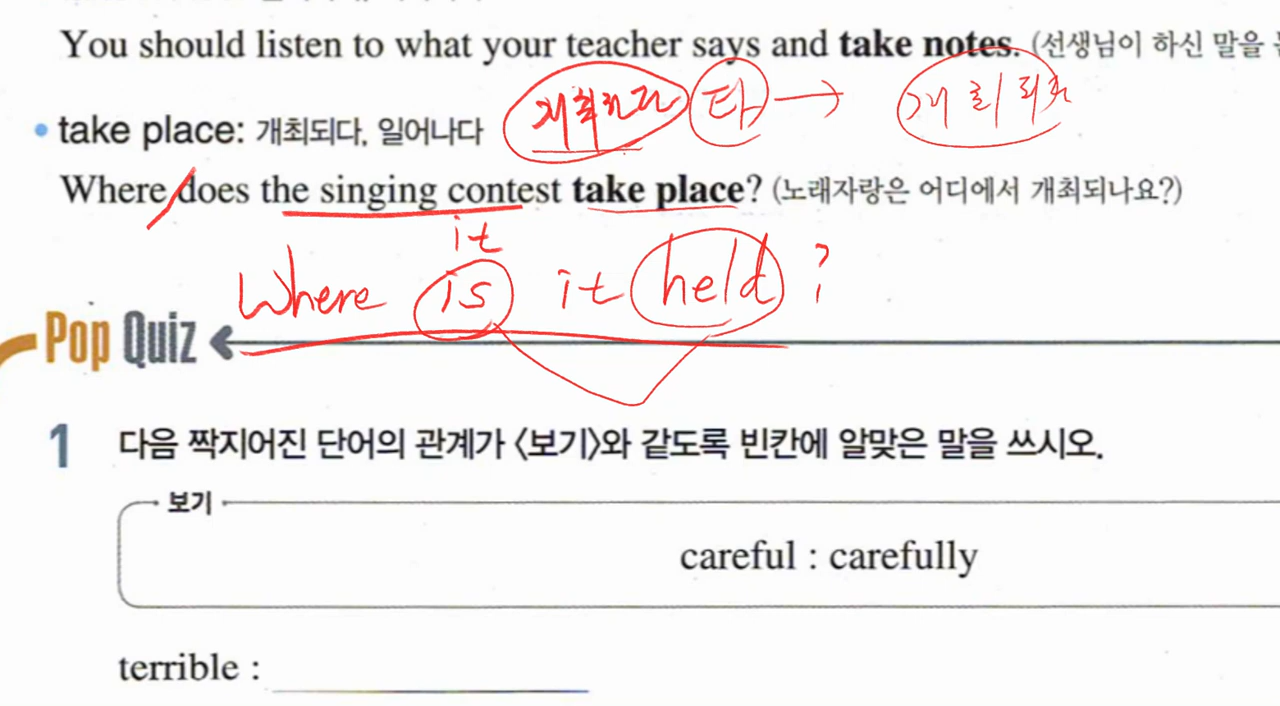 You should listen to what your teacher says and take notes. (선생님이 하신 말을
개최하다 타 → 개최되
• take place: 개최되다, 일어나다
Where does the singing contest take place? (노래자랑은 어디에서 개최되나요?)
it
Where is it held ?
Pop Quiz
1 다음 짝지어진 단어의 관계가 〈보기〉와 같도록 빈칸에 알맞은 말을 쓰시오.
보기
careful : carefully
terrible :